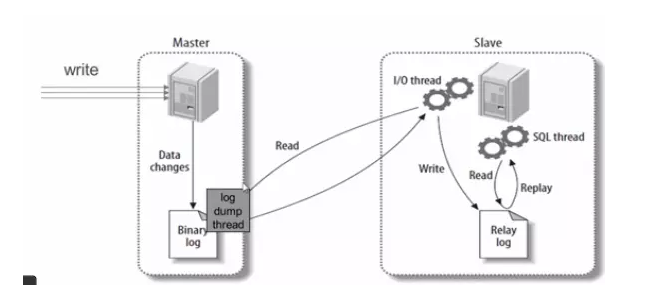 Master
Slave
write
I/O thread
SQL thread
Data
changes
Read
Write
Read
Replay
log
dump
thread
Binary
log
Relay
log